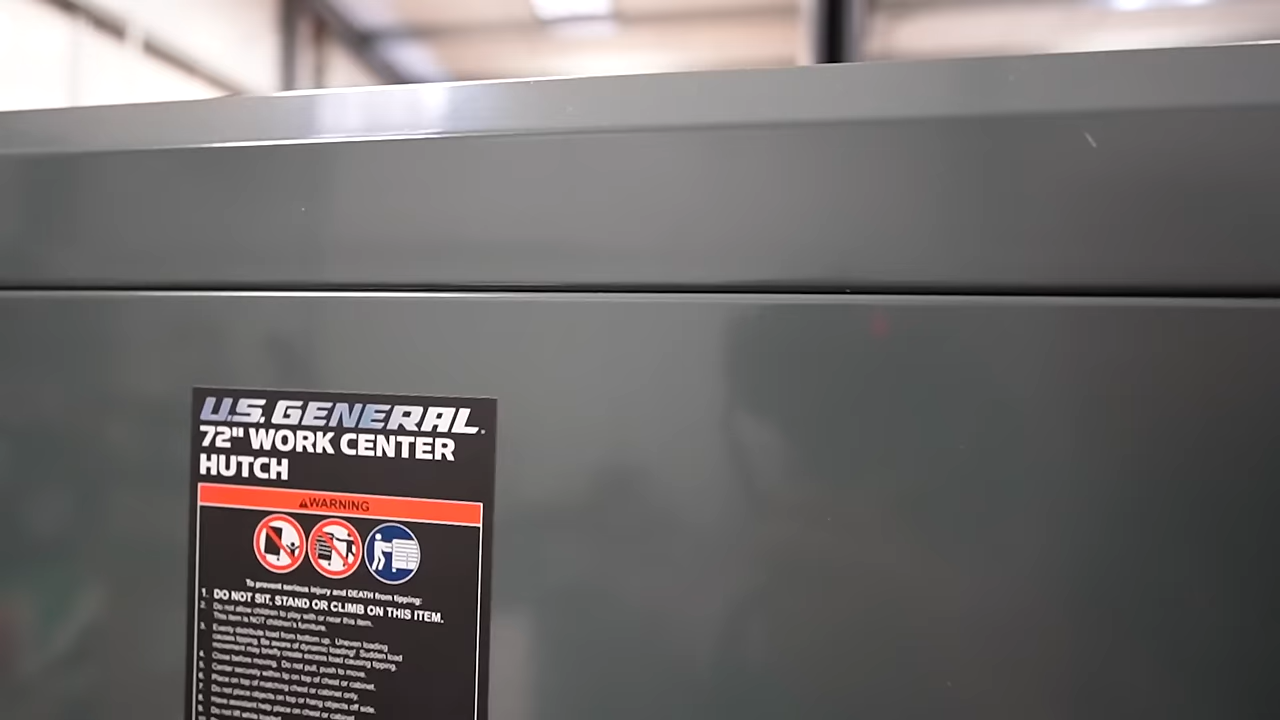 U.S. GENERAL
72" WORK CENTER
HUTCH
WARNING
To prevent serious injury and DEATH from tipping:
1. DO NOT SIT, STAND OR CLIMB ON THIS ITEM.
2. Do not allow children to play with or near this item.
This item is NOT children's furniture.
3. Evenly distribute load from bottom up. Uneven loading
causes tipping. Be aware of dynamic loading! Sudden load
movement may briefly create excess load causing tipping.
4. Close before moving. Do not pull, push to move.
5. Center securely within lip on top of chest or cabinet.
6. Place on top of matching chest or cabinet only.
7. Do not place objects on top or hang objects off side.
8. Have assistant help place on chest or cabinet
9. Do not lift while loaded